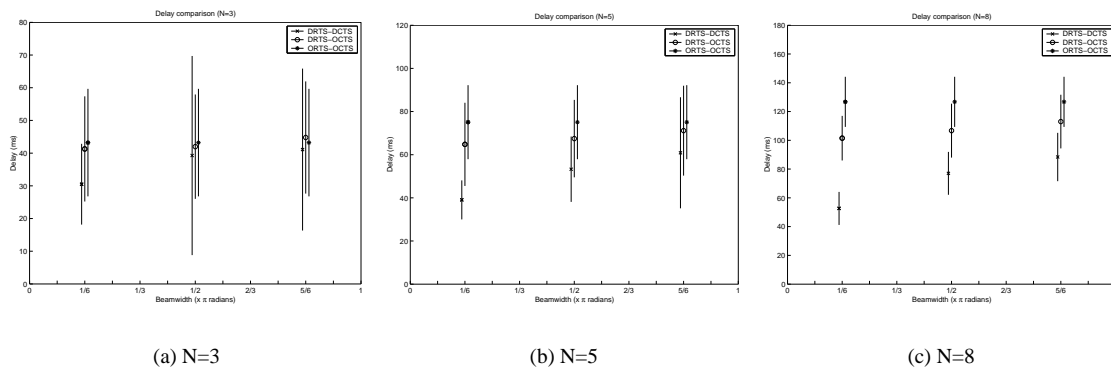 Delay comparison (N=3)
DRTS−DCTS
DRTS−OCTS
ORTS−OCTS
Delay (ms)
80
70
60
50
40
30
20
10
0
0 1/6 1/3 1/2 2/3 5/6 1
Beamwidth (x π radians)
(a) N=3
Delay comparison (N=5)
DRTS−DCTS
DRTS−OCTS
ORTS−OCTS
Delay (ms)
120
100
80
60
40
20
0
0 1/6 1/3 1/2 2/3 5/6 1
Beamwidth (x π radians)
(b) N=5
Delay comparison (N=8)
DRTS−DCTS
DRTS−OCTS
ORTS−OCTS
Delay (ms)
180
160
140
120
100
80
60
40
20
0
0 1/6 1/3 1/2 2/3 5/6
Beamwidth (x π radians)
(c) N=8